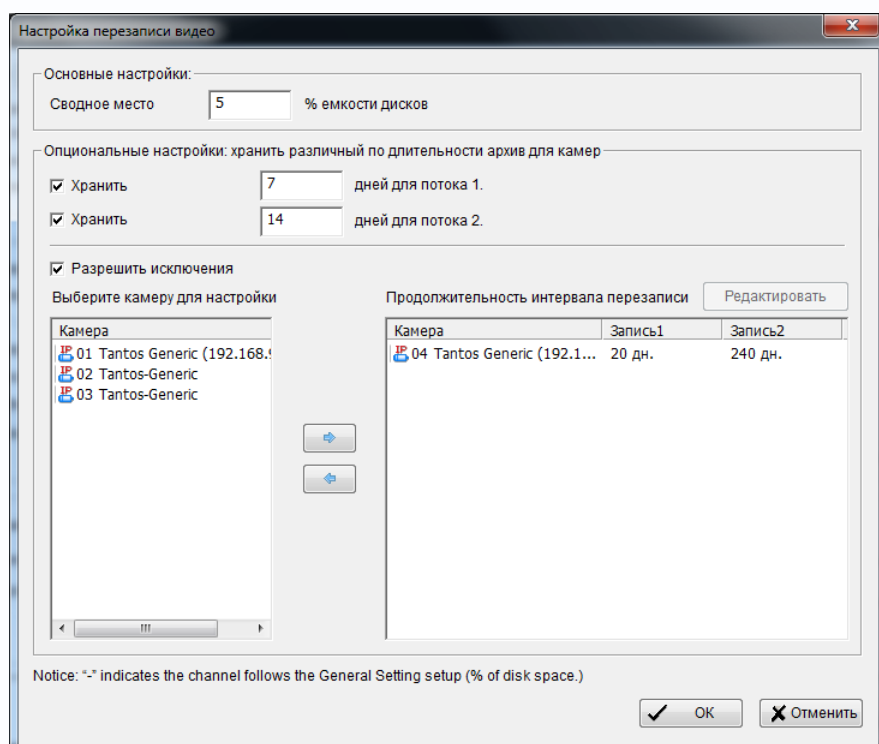 Настройка перезаписи видео
Основные настройки:
Сводное место 5 % емкости дисков
Опциональные настройки: хранить различный по длительности архив для камер
Хранить 7 дней для потока 1.
Хранить 14 дней для потока 2.
Разрешить исключения
Выберите камеру для настройки
Камера
01 Tantos Generic (192.168.9
02 Tantos-Generic
03 Tantos-Generic
Продолжительность интервала перезаписи Редактировать
Камера Запись1 Запись2
04 Tantos Generic (192.1... 20 дн. 240 дн.
Notice: "-" indicates the channel follows the General Setting setup (% of disk space.)
OK Отменить